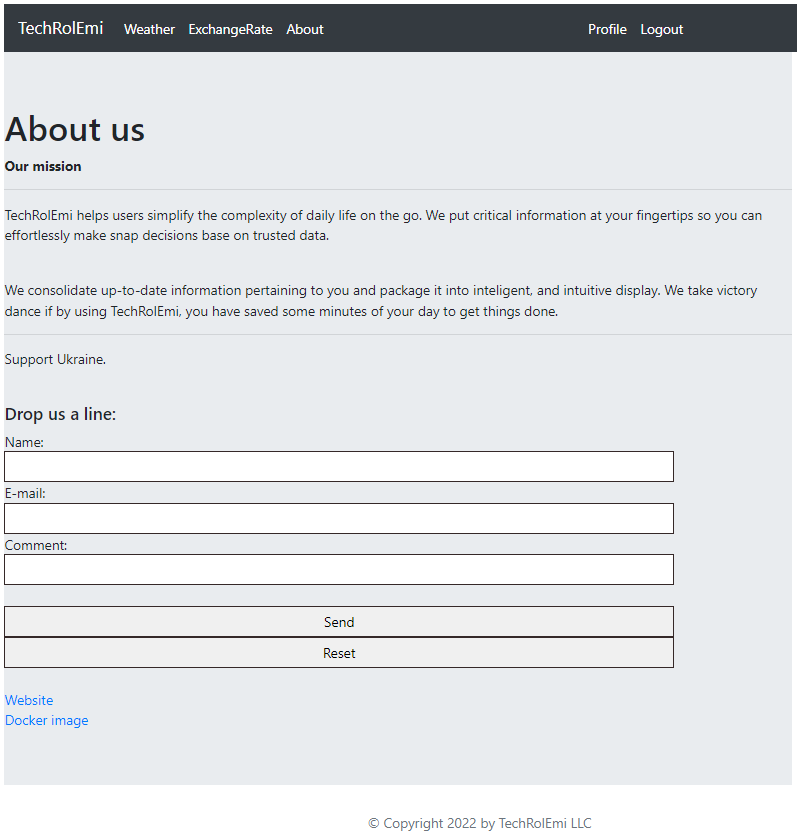 TechRolEmi Weather ExchangeRate About Profile Logout
About us
Our mission
TechRolEmi helps users simplify the complexity of daily life on the go. We put critical information at your fingertips so you can
effortlessly make snap decisions base on trusted data.
We consolidate up-to-date information pertaining to you and package it into inteligent, and intuitive display. We take victory
dance if by using TechRolEmi, you have saved some minutes of your day to get things done.
Support Ukraine.
Drop us a line:
Name:
E-mail:
Comment:
Send
Reset
Website
Docker image
© Copyright 2022 by TechRolEmi LLC